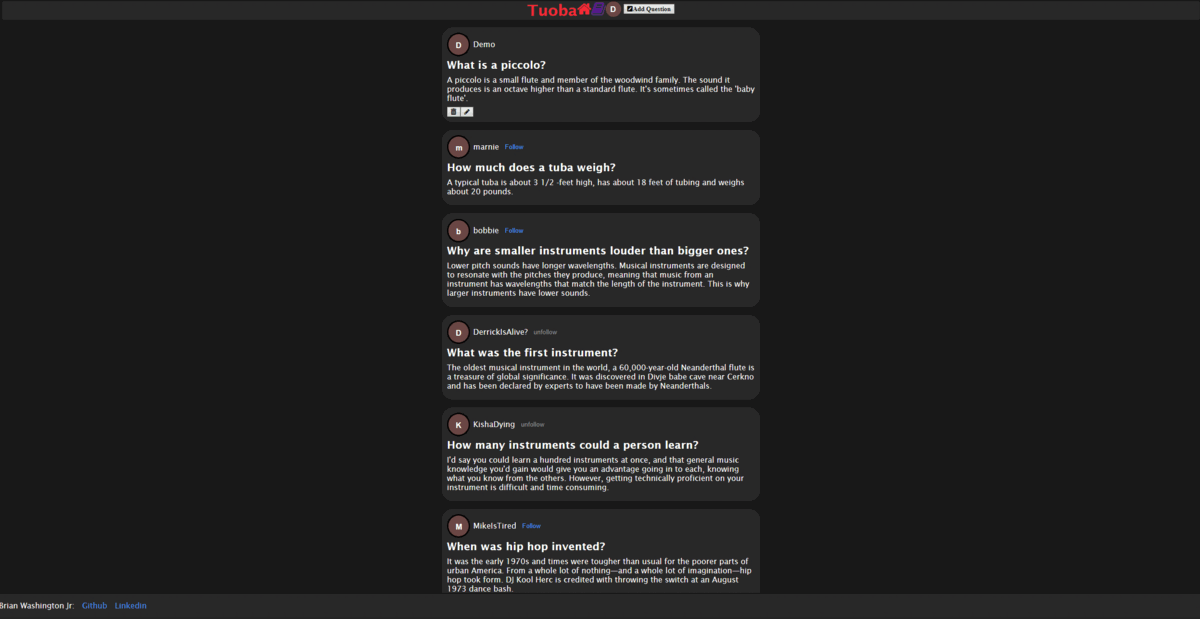 Tuoba D Add Question
D Demo
What is a piccolo?
A piccolo is a small flute and member of the woodwind family. The sound it
produces is an octave higher than a standard flute. It's sometimes called the 'baby
flute'.
m marnie Follow
How much does a tuba weigh?
A typical tuba is about 3 1/2 -feet high, has about 18 feet of tubing and weighs
about 20 pounds.
b bobbie Follow
Why are smaller instruments louder than bigger ones?
Lower pitch sounds have longer wavelengths. Musical instruments are designed
to resonate with the pitches they produce, meaning that music from an
instrument has wavelengths that match the length of the instrument. This is why
larger instruments have lower sounds.
D DerrickIsAlive? unfollow
What was the first instrument?
The oldest musical instrument in the world, a 60,000-year-old Neanderthal flute is
a treasure of global significance. It was discovered in Divje babe cave near Cerkno
and has been declared by experts to have been made by Neanderthals.
K KishaDying unfollow
How many instruments could a person learn?
I'd say you could learn a hundred instruments at once, and that general music
knowledge you'd gain would give you an advantage going in to each, knowing
what you know from the others. However, getting technically proficient on your
instrument is difficult and time consuming.
M MikeIsTired Follow
When was hip hop invented?
It was the early 1970s and times were tougher than usual for the poorer parts of
urban America. From a whole lot of nothing—and a whole lot of imagination—hip
hop took form. DJ Kool Herc is credited with throwing the switch at an August
1973 dance bash.
Brian Washington Jr: Github Linkedin